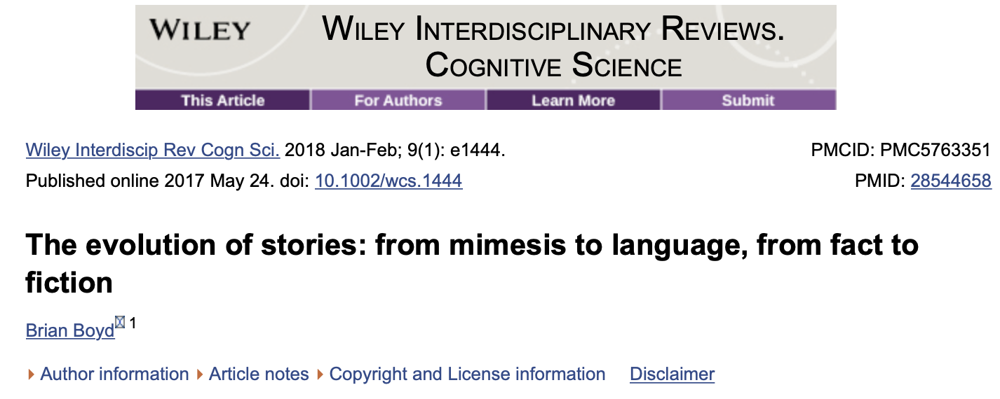 WILEY
WILEY INTERDISCIPLINARY REVIEWS.
COGNITIVE SCIENCE
This Article For Authors Learn More Submit
Wiley Interdiscip Rev Cogn Sci. 2018 Jan-Feb; 9(1): e1444. PMCID: PMC5763351
Published online 2017 May 24. doi: 10.1002/wcs.1444 PMID: 28544658
The evolution of stories: from mimesis to language, from fact to
fiction
Brian Boyd 1
Author information Article notes Copyright and License information Disclaimer